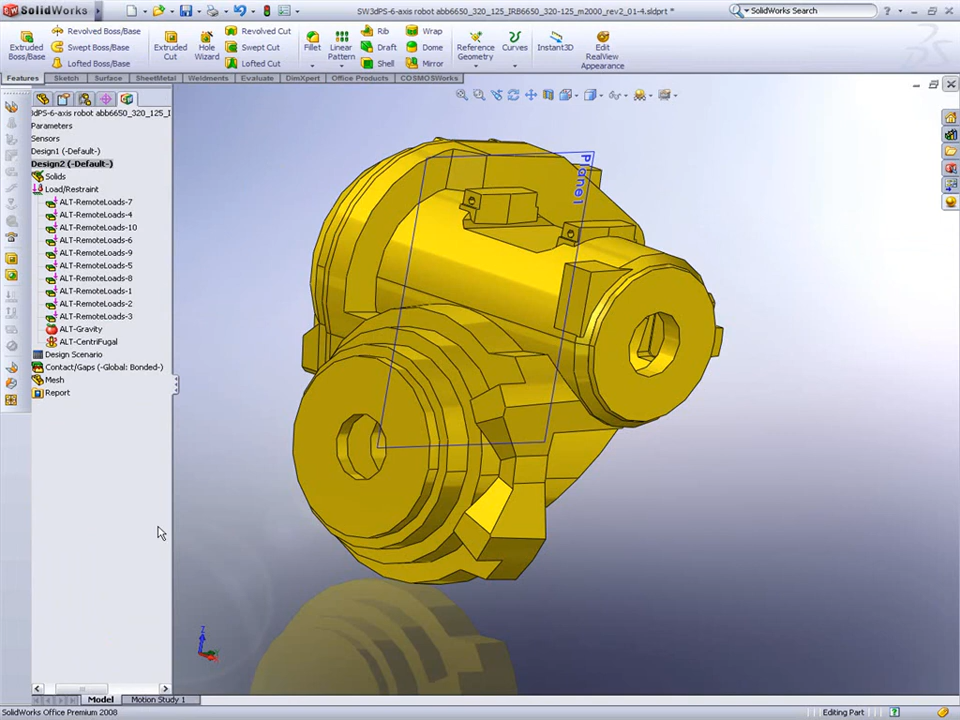 SolidWorks
SW3dPS-6-axis robot abb6650_320_125_IRB6650_320-125_m2000_rev2_01-4.sldprt *
SolidWorks Search
Extruded Boss/Base
Revolved Boss/Base
Swept Boss/Base
Lofted Boss/Base
Extruded Cut
Hole Wizard
Revolved Cut
Swept Cut
Lofted Cut
Fillet
Linear Pattern
Rib
Draft
Shell
Wrap
Dome
Mirror
Reference Geometry
Curves
Instant3D
Edit RealView Appearance
Features
Sketch
Surface
SheetMetal
Weldments
Evaluate
DimXpert
Office Products
COSMOSWorks
3dPS-6-axis robot abb6650_320_125_I
Parameters
Sensors
Design1 (-Default-)
Design2 (-Default-)
Solids
Load/Restraint
ALT-RemoteLoads-7
ALT-RemoteLoads-4
ALT-RemoteLoads-10
ALT-RemoteLoads-6
ALT-RemoteLoads-9
ALT-RemoteLoads-5
ALT-RemoteLoads-8
ALT-RemoteLoads-1
ALT-RemoteLoads-2
ALT-RemoteLoads-3
ALT-Gravity
ALT-CentriFugal
Design Scenario
Contact/Gaps (-Global: Bonded-)
Mesh
Report
Plane1
Z
Model
Motion Study 1
SolidWorks Office Premium 2008
Editing Part